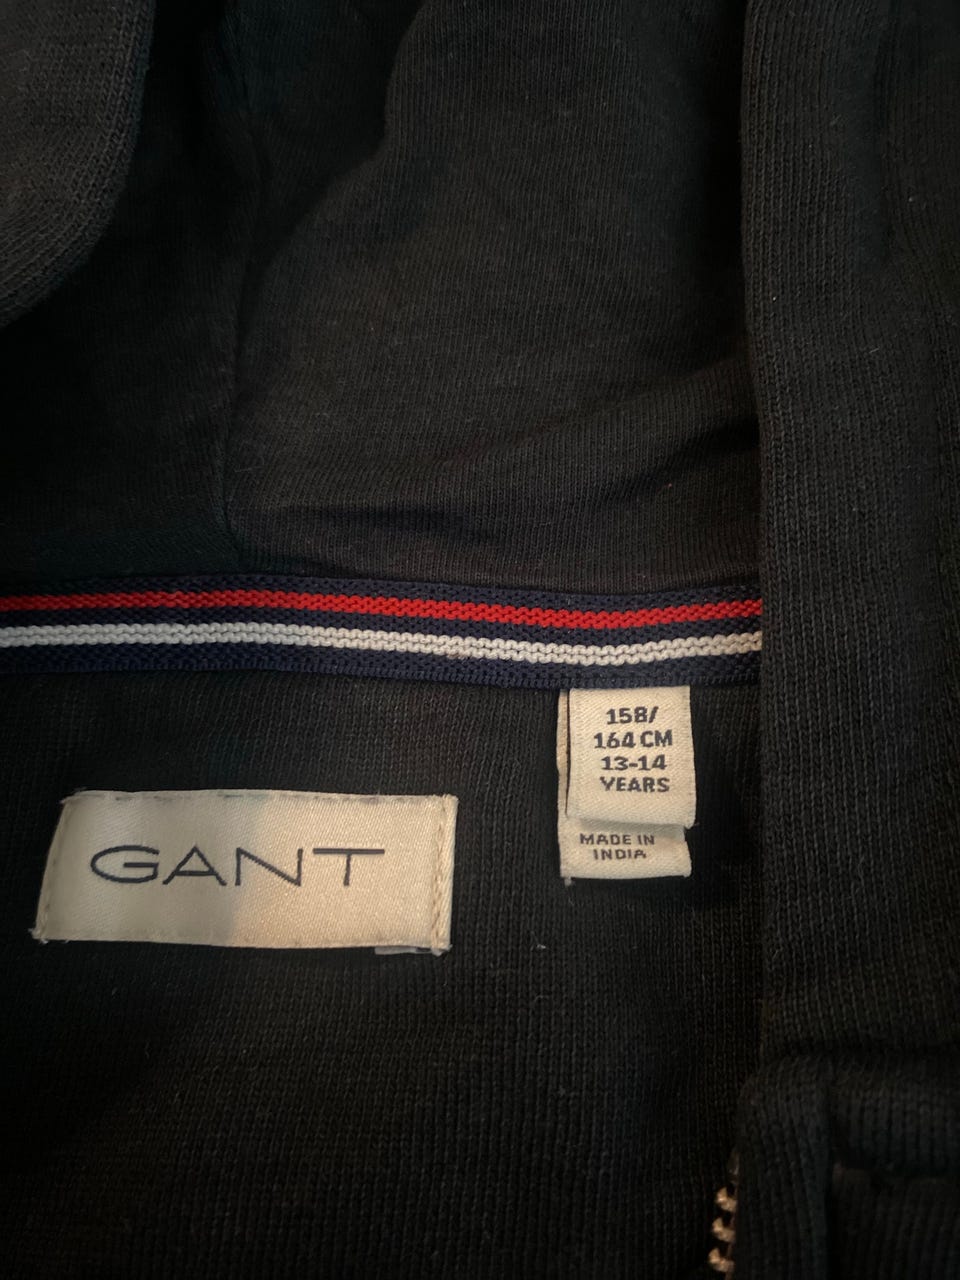 158/
164 CM
13-14
YEARS
MADE IN
INDIA
GANT